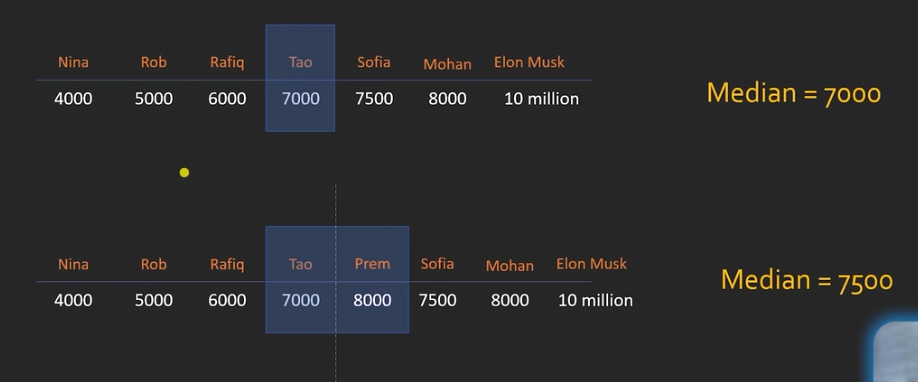 Nina Rob Rafiq Tao Sofia Mohan Elon Musk
4000 5000 6000 7000 7500 8000 10 million
Median = 7000
Nina Rob Rafiq Tao Prem Sofia Mohan Elon Musk
4000 5000 6000 7000 8000 7500 8000 10 million
Median = 7500